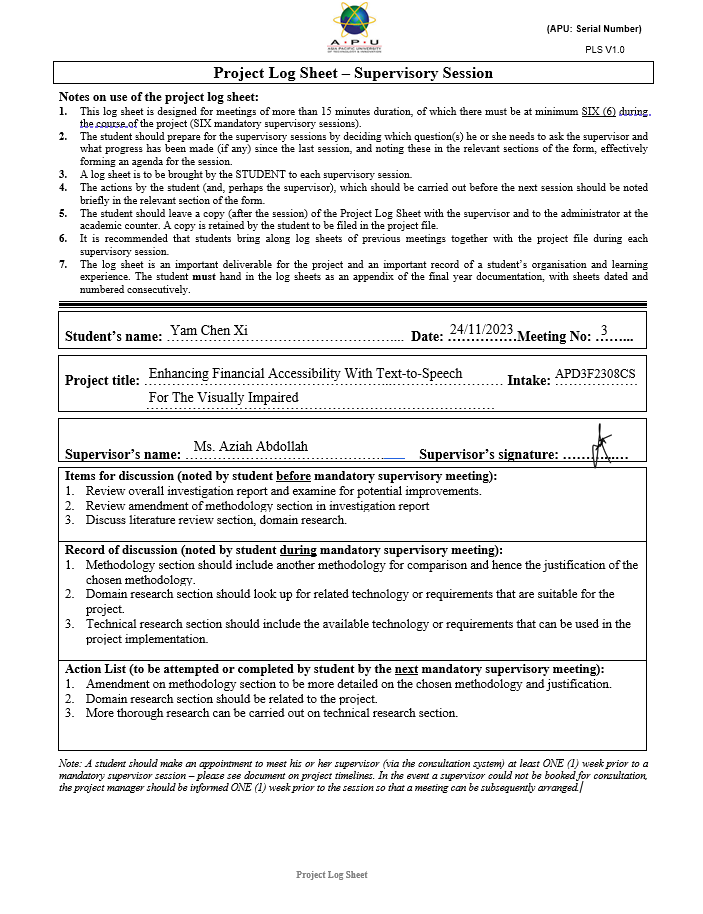 A · P · U
ASIA PACIFIC UNIVERSITY
OF TECHNOLOGY & INNOVATION
(APU: Serial Number)
PLS V1.0
Project Log Sheet – Supervisory Session
Notes on use of the project log sheet:
1. This log sheet is designed for meetings of more than 15 minutes duration, of which there must be at minimum SIX (6) during
the course of the project (SIX mandatory supervisory sessions).
2. The student should prepare for the supervisory sessions by deciding which question(s) he or she needs to ask the supervisor and
what progress has been made (if any) since the last session, and noting these in the relevant sections of the form, effectively
forming an agenda for the session.
3. A log sheet is to be brought by the STUDENT to each supervisory session.
4. The actions by the student (and, perhaps the supervisor), which should be carried out before the next session should be noted
briefly in the relevant section of the form.
5. The student should leave a copy (after the session) of the Project Log Sheet with the supervisor and to the administrator at the
academic counter. A copy is retained by the student to be filed in the project file.
6. It is recommended that students bring along log sheets of previous meetings together with the project file during each
supervisory session.
7. The log sheet is an important deliverable for the project and an important record of a student's organisation and learning
experience. The student must hand in the log sheets as an appendix of the final year documentation, with sheets dated and
numbered consecutively.
Student's name: Yam Chen Xi Date: 24/11/2023 Meeting No: 3
Project title: Enhancing Financial Accessibility With Text-to-Speech Intake: APD3F2308CS
For The Visually Impaired
Supervisor's name: Ms. Aziah Abdollah Supervisor's signature:
Items for discussion (noted by student before mandatory supervisory meeting):
1. Review overall investigation report and examine for potential improvements.
2. Review amendment of methodology section in investigation report
3. Discuss literature review section, domain research.
Record of discussion (noted by student during mandatory supervisory meeting):
1. Methodology section should include another methodology for comparison and hence the justification of the
chosen methodology.
2. Domain research section should look up for related technology or requirements that are suitable for the
project.
3. Technical research section should include the available technology or requirements that can be used in the
project implementation.
Action List (to be attempted or completed by student by the next mandatory supervisory meeting):
1. Amendment on methodology section to be more detailed on the chosen methodology and justification.
2. Domain research section should be related to the project.
3. More thorough research can be carried out on technical research section.
Note: A student should make an appointment to meet his or her supervisor (via the consultation system) at least ONE (1) week prior to a
mandatory supervisor session – please see document on project timelines. In the event a supervisor could not be booked for consultation,
the project manager should be informed ONE (1) week prior to the session so that a meeting can be subsequently arranged.
Project Log Sheet